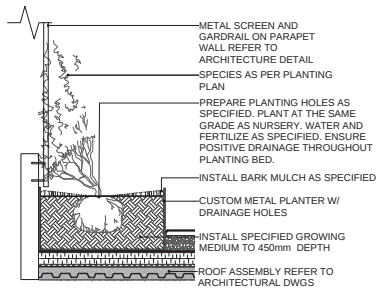 METAL SCREEN AND
GARDRAIL ON PARAPET
WALL REFER TO
ARCHITECTURE DETAIL
SPECIES AS PER PLANTING
PLAN
PREPARE PLANTING HOLES AS
SPECIFIED. PLANT AT THE SAME
GRADE AS NURSERY. WATER AND
FERTILIZE AS SPECIFIED. ENSURE
POSITIVE DRAINAGE THROUGHOUT
PLANTING BED.
INSTALL BARK MULCH AS SPECIFIED
CUSTOM METAL PLANTER W/
DRAINAGE HOLES
INSTALL SPECIFIED GROWING
MEDIUM TO 450mm DEPTH
ROOF ASSEMBLY REFER TO
ARCHITECTURAL DWGS